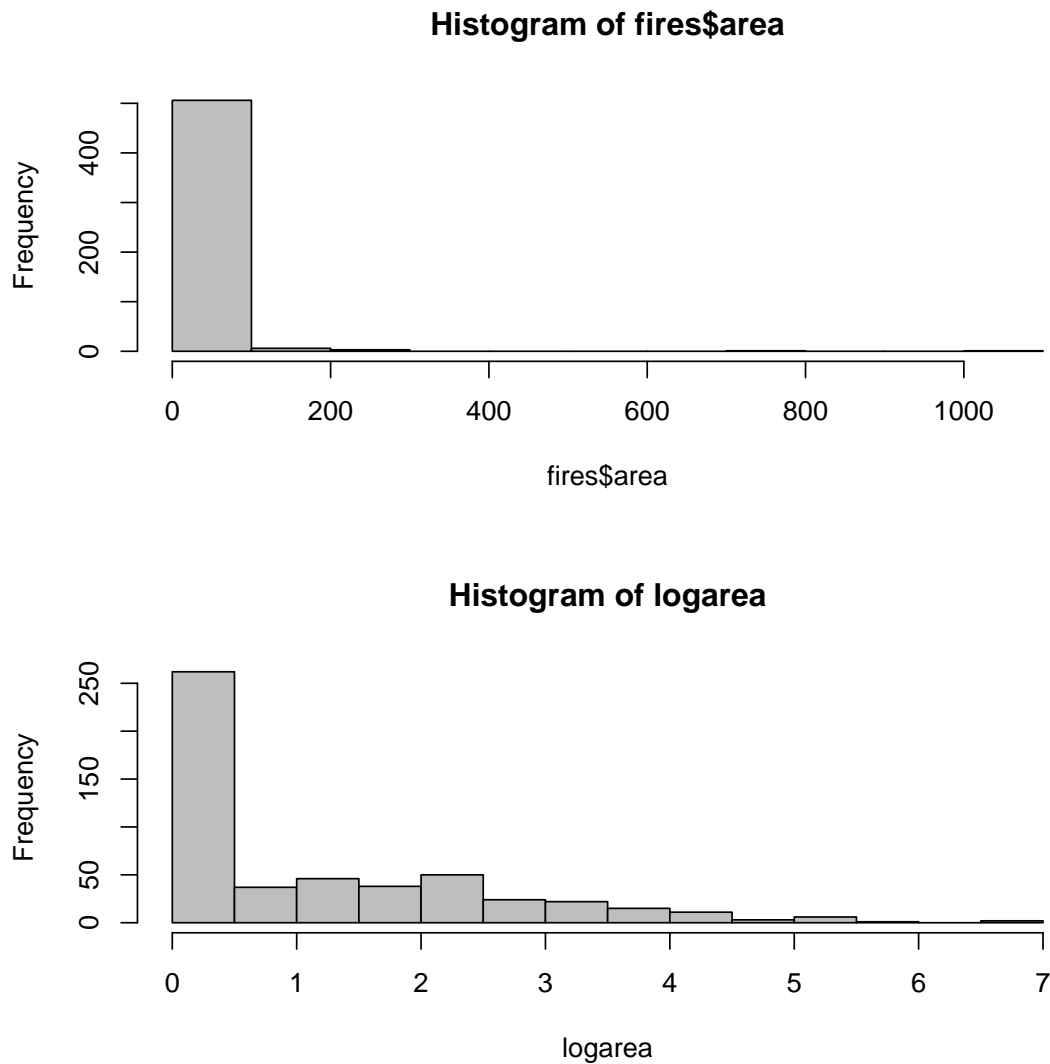 Histogram of fires$area
Frequency
0 200 400
0 200 400 600 800 1000
fires$area
Histogram of logarea
Frequency
0 50 150 250
0 1 2 3 4 5 6 7
logarea